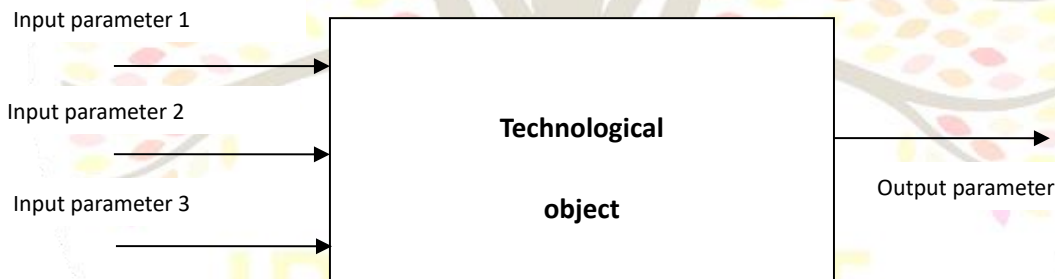 Input parameter 1
Input parameter 2
Input parameter 3
Technological
object
Output parameter